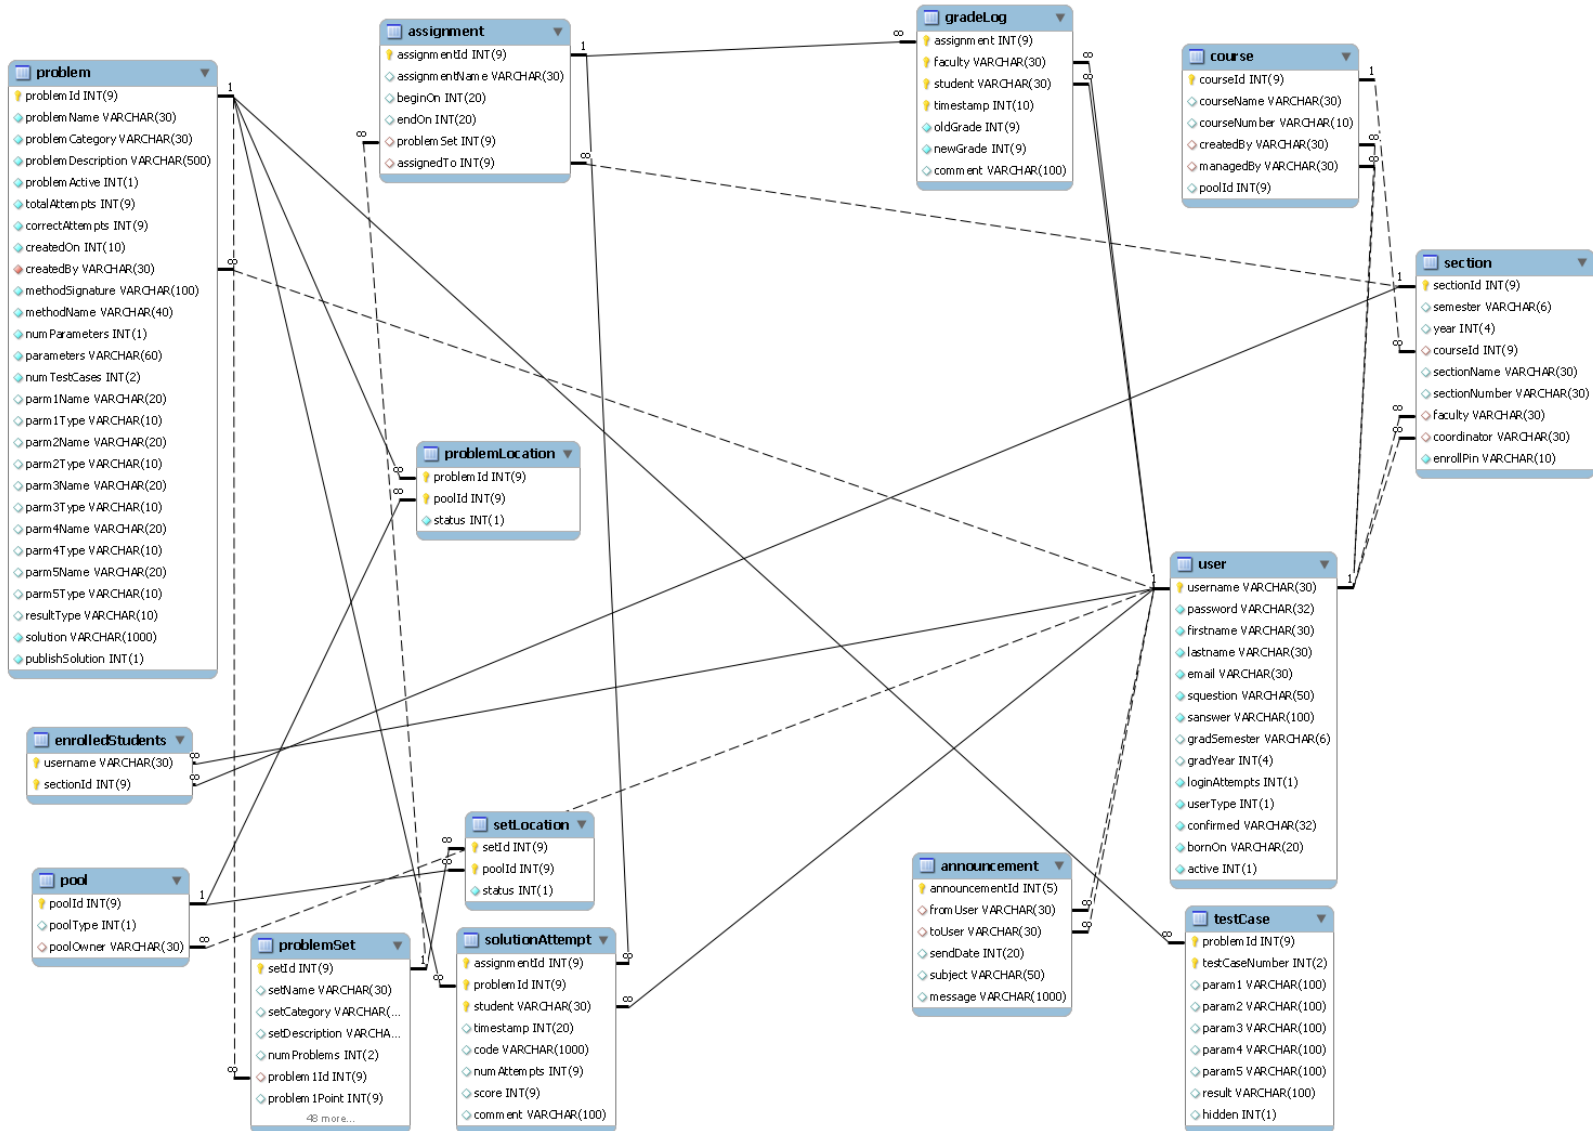 problem
problemId INT(9)
problemName VARCHAR(30)
problemCategory VARCHAR(30)
problemDescription VARCHAR(500)
problemActive INT(1)
totalAttempts INT(9)
correctAttempts INT(9)
createdOn INT(10)
createdBy VARCHAR(30)
methodSignature VARCHAR(100)
methodName VARCHAR(40)
numParameters INT(1)
parameters VARCHAR(60)
numTestCases INT(2)
parm1Name VARCHAR(20)
parm1Type VARCHAR(10)
parm2Name VARCHAR(20)
parm2Type VARCHAR(10)
parm3Name VARCHAR(20)
parm3Type VARCHAR(10)
parm4Name VARCHAR(20)
parm4Type VARCHAR(10)
parm5Name VARCHAR(20)
parm5Type VARCHAR(10)
resultType VARCHAR(10)
solution VARCHAR(1000)
publishSolution INT(1)
1
∞
assignment
assignmentId INT(9)
assignmentName VARCHAR(30)
beginOn INT(20)
endOn INT(20)
problemSet INT(9)
assignedTo INT(9)
1
∞
∞
gradeLog
assignment INT(9)
faculty VARCHAR(30)
student VARCHAR(30)
timestamp INT(10)
oldGrade INT(9)
newGrade INT(9)
comment VARCHAR(100)
∞
∞
∞
course
courseId INT(9)
courseName VARCHAR(30)
courseNumber VARCHAR(10)
createdBy VARCHAR(30)
managedBy VARCHAR(30)
poolId INT(9)
1
∞
∞
section
sectionId INT(9)
semester VARCHAR(6)
year INT(4)
courseId INT(9)
sectionName VARCHAR(30)
sectionNumber VARCHAR(30)
faculty VARCHAR(30)
coordinator VARCHAR(30)
enrollPin VARCHAR(10)
1
∞
∞
∞
problemLocation
problemId INT(9)
poolId INT(9)
status INT(1)
∞
∞
user
username VARCHAR(30)
password VARCHAR(32)
firstname VARCHAR(30)
lastname VARCHAR(30)
email VARCHAR(30)
squestion VARCHAR(50)
sanswer VARCHAR(100)
gradSemester VARCHAR(6)
gradYear INT(4)
loginAttempts INT(1)
userType INT(1)
confirmed VARCHAR(32)
bornOn VARCHAR(20)
active INT(1)
1
1
enrolledStudents
username VARCHAR(30)
sectionId INT(9)
∞
∞
pool
poolId INT(9)
poolType INT(1)
poolOwner VARCHAR(30)
1
∞
setLocation
setId INT(9)
poolId INT(9)
status INT(1)
∞
∞
problemSet
setId INT(9)
setName VARCHAR(30)
setCategory VARCHAR(...
setDescription VARCHA...
numProblems INT(2)
problem1Id INT(9)
problem1Point INT(9)
48 more...
1
∞
solutionAttempt
assignmentId INT(9)
problemId INT(9)
student VARCHAR(30)
timestamp INT(20)
code VARCHAR(1000)
numAttempts INT(9)
score INT(9)
comment VARCHAR(100)
∞
∞
∞
announcement
announcementId INT(5)
fromUser VARCHAR(30)
toUser VARCHAR(30)
sendDate INT(20)
subject VARCHAR(50)
message VARCHAR(1000)
∞
∞
testCase
problemId INT(9)
testCaseNumber INT(2)
param1 VARCHAR(100)
param2 VARCHAR(100)
param3 VARCHAR(100)
param4 VARCHAR(100)
param5 VARCHAR(100)
result VARCHAR(100)
hidden INT(1)
∞